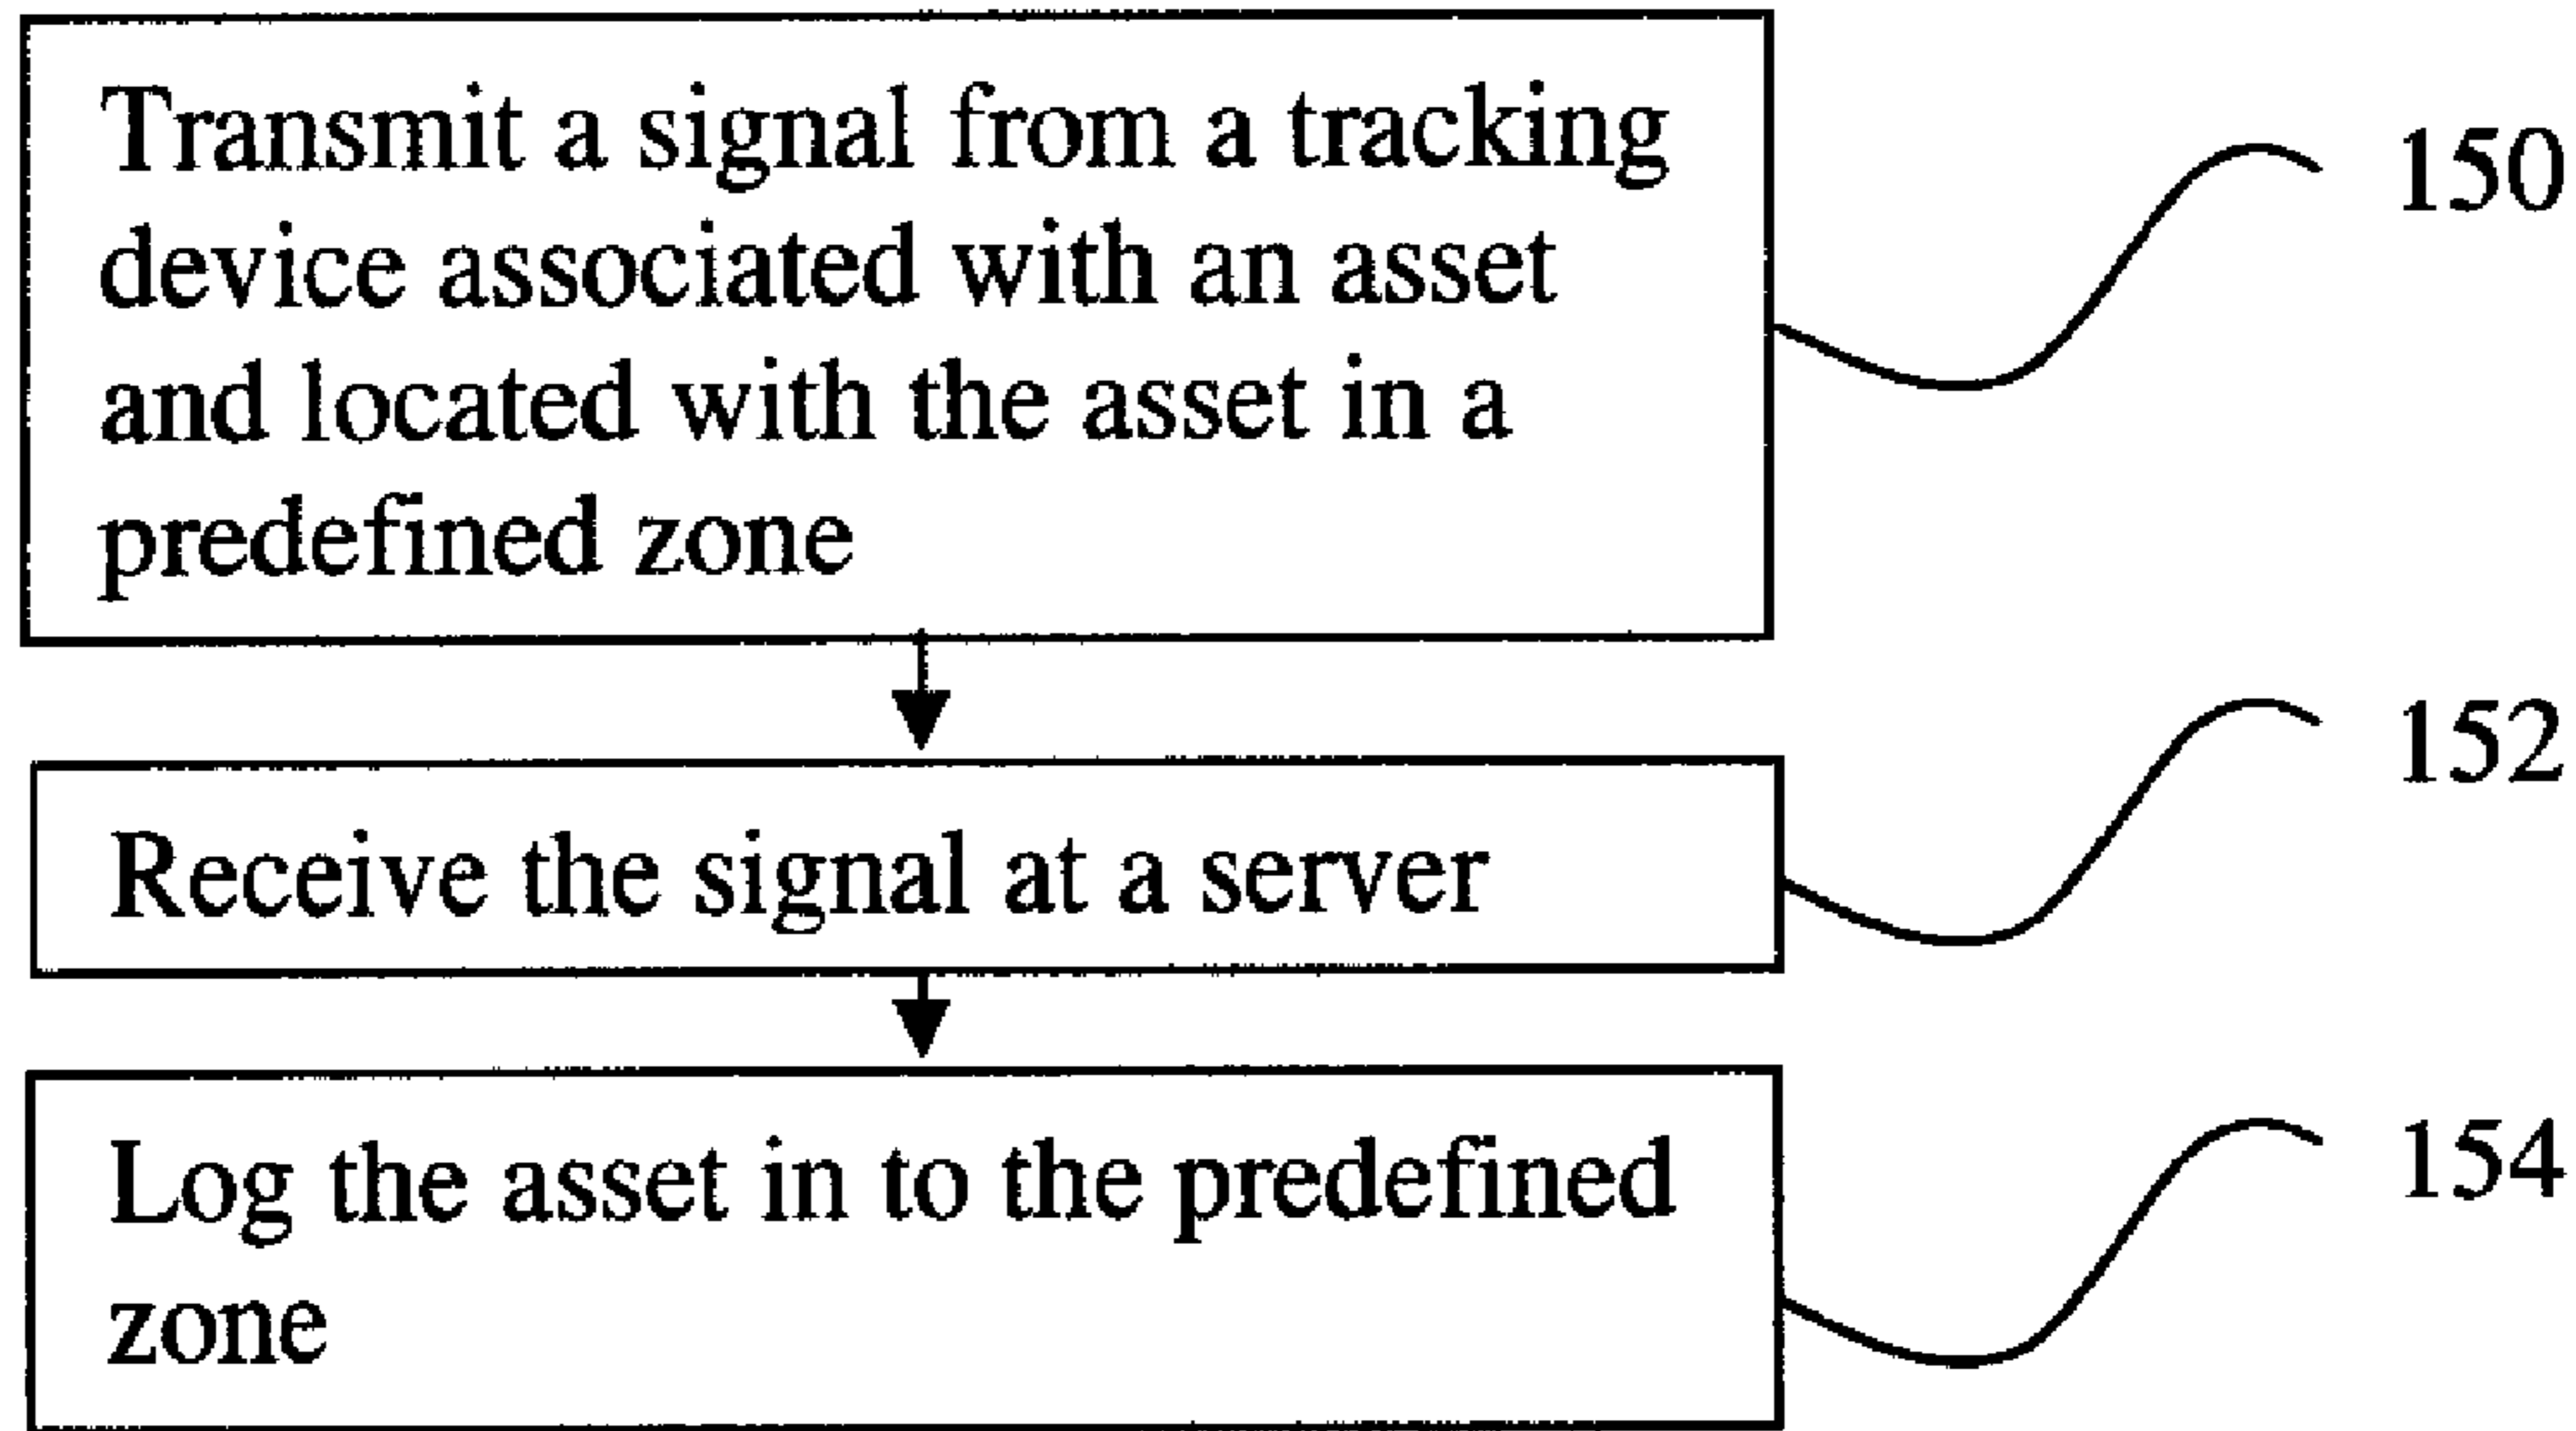 Transmit a signal from a tracking
device associated with an asset
and located with the asset in a
predefined zone
150
Receive the signal at a server
152
Log the asset in to the predefined
zone
154